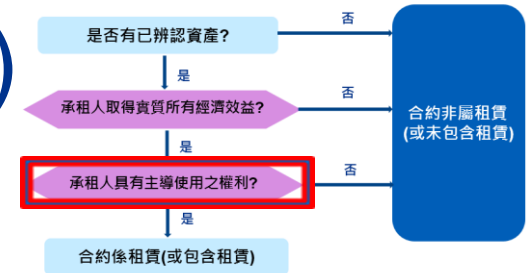 是否有已辨認資產?
否
是
承租人取得實質所有經濟效益?
否
是
承租人具有主導使用之權利?
否
是
合約係租賃(或包含租賃)
合約非屬租賃
(或未包含租賃)